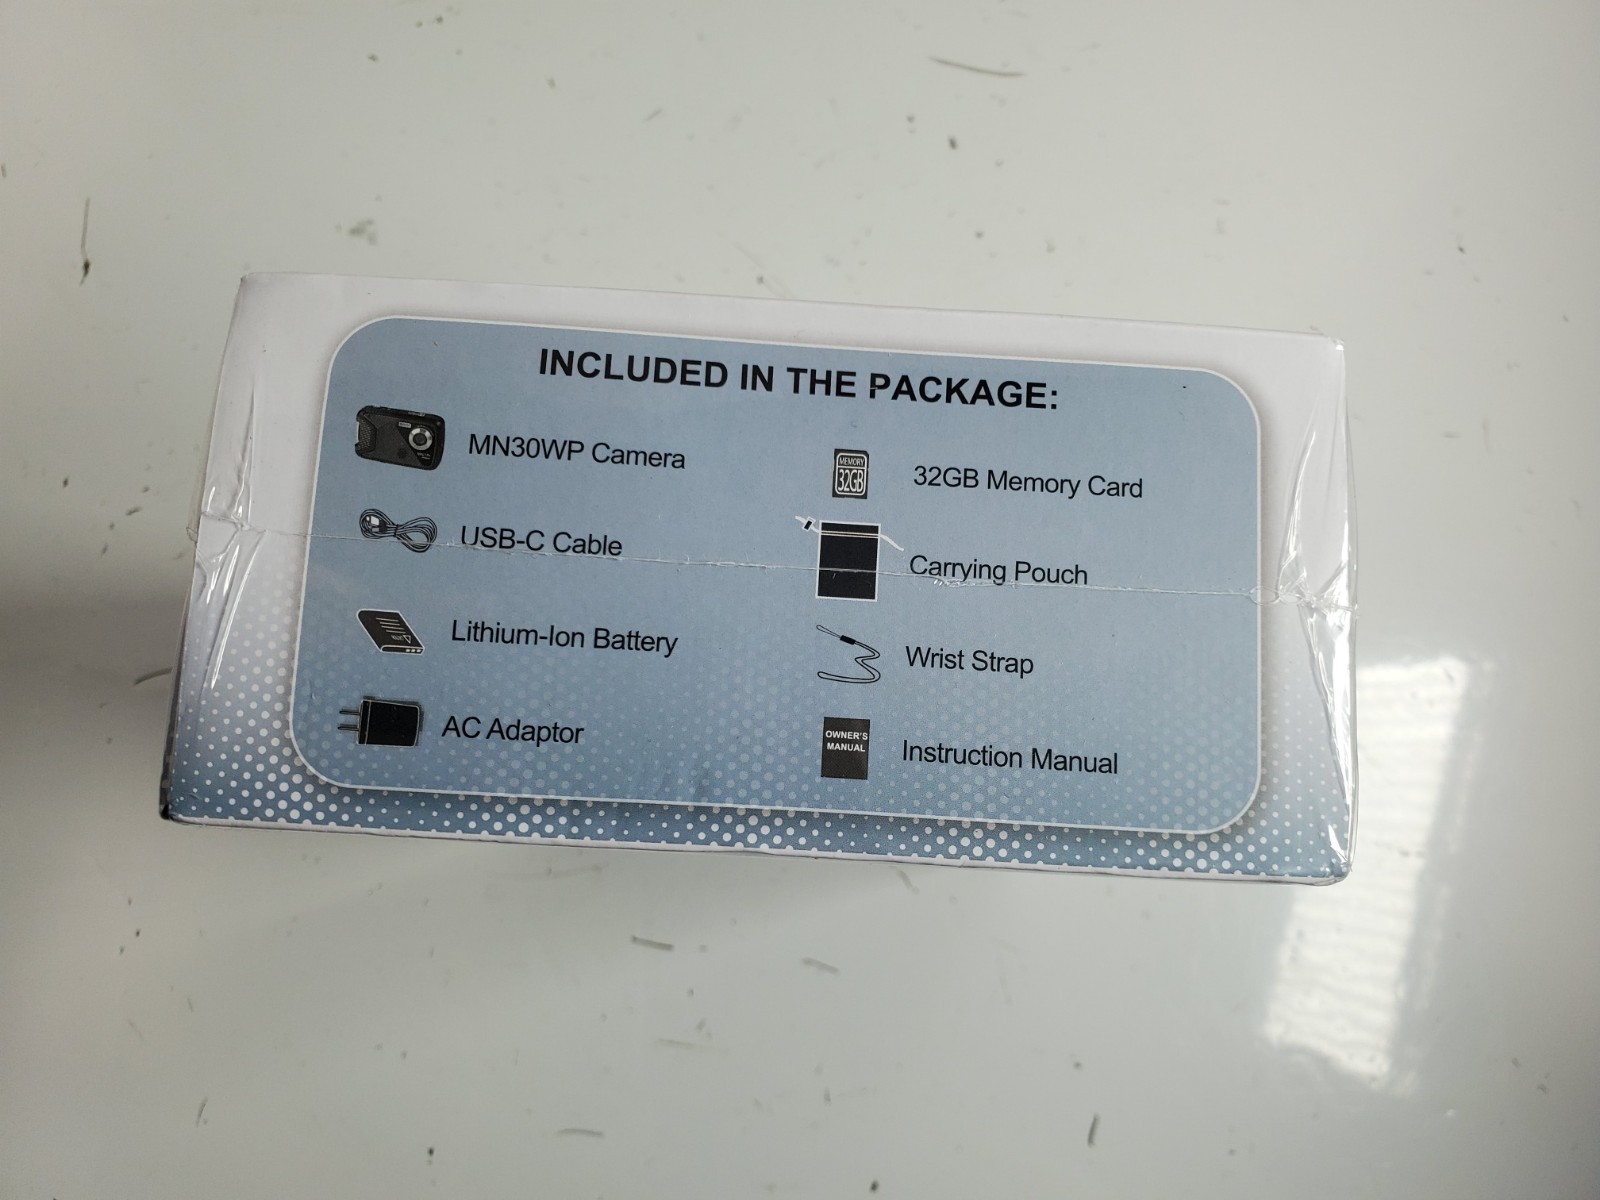 INCLUDED IN THE PACKAGE:
MN30WP Camera
USB-C Cable
Lithium-Ion Battery
AC Adaptor
MEMORY
32GB
32GB Memory Card
Carrying Pouch
Wrist Strap
OWNER'S
MANUAL
Instruction Manual